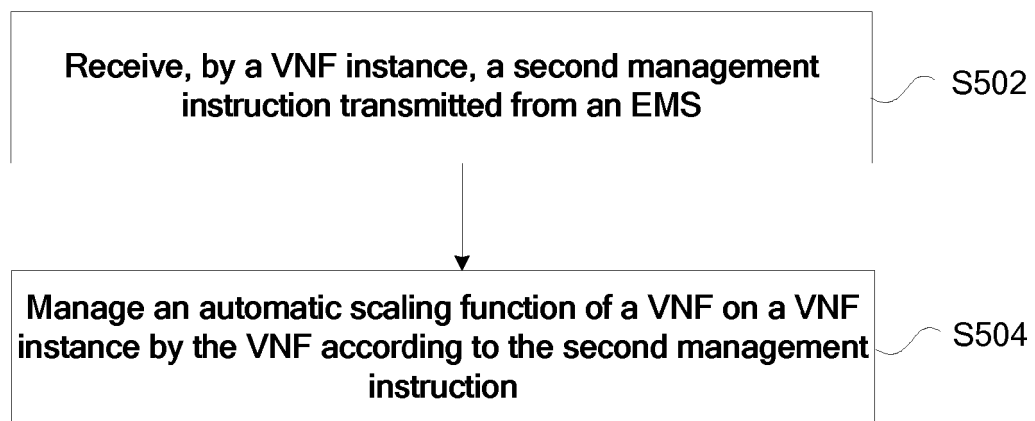 Receive, by a VNF instance, a second management
instruction transmitted from an EMS
S502
Manage an automatic scaling function of a VNF on a VNF
instance by the VNF according to the second management
instruction
S504